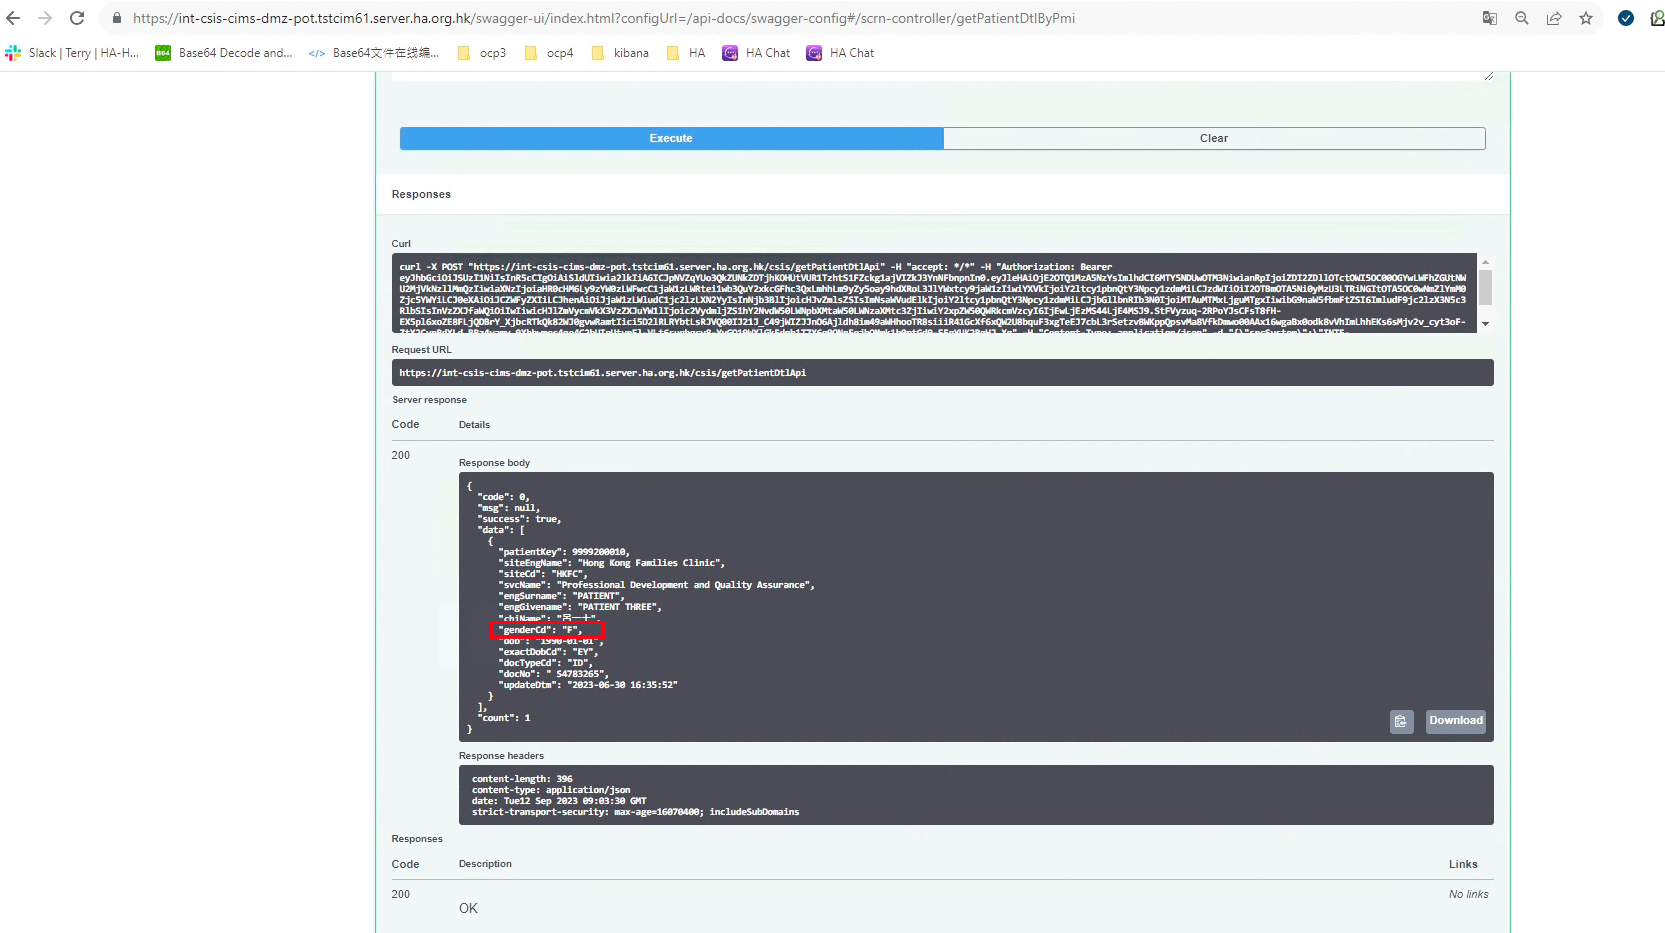 https://int-csis-cims-dmz-pot.tstcim61.server.ha.org.hk/swagger-ui/index.html?configUrl=/api-docs/swagger-config#/scrn-controller/getPatientDtlByPmi
Slack | Terry | HA-H...
Base64 Decode and...
Base64文件在线编...
ocp3
ocp4
kibana
HA
HA Chat
HA Chat
Execute
Clear
Responses
Curl
curl -X POST "https://int-csis-cims-dmz-pot.tstcim61.server.ha.org.hk/csis/getPatientDtlApi" -H "accept: */*" -H "Authorization: Bearer
Request URL
https://int-csis-cims-dmz-pot.tstcim61.server.ha.org.hk/csis/getPatientDtlApi
Server response
Code Details
200
Response body
{
"code": 0,
"msg": null,
"success": true,
"data": [
{
"patientKey": 9999200010,
"siteEngName": "Hong Kong Families Clinic",
"siteCd": "HKFC",
"svcName": "Professional Development and Quality Assurance",
"engSurname": "PATIENT",
"engGivename": "PATIENT THREE",
"chiName":
"genderCd": "F",
"dob": "1990-01-01",
"exactDobCd": "EY",
"docTypeCd": "ID",
"docNo": " S4783265",
"updateDtm": "2023-06-30 16:35:52"
}
],
"count": 1
}
Download
Response headers
content-length: 396
content-type: application/json
date: Tue12 Sep 2023 09:03:30 GMT
strict-transport-security: max-age=16070400; includeSubDomains
Responses
Code Description Links
200 No links
OK